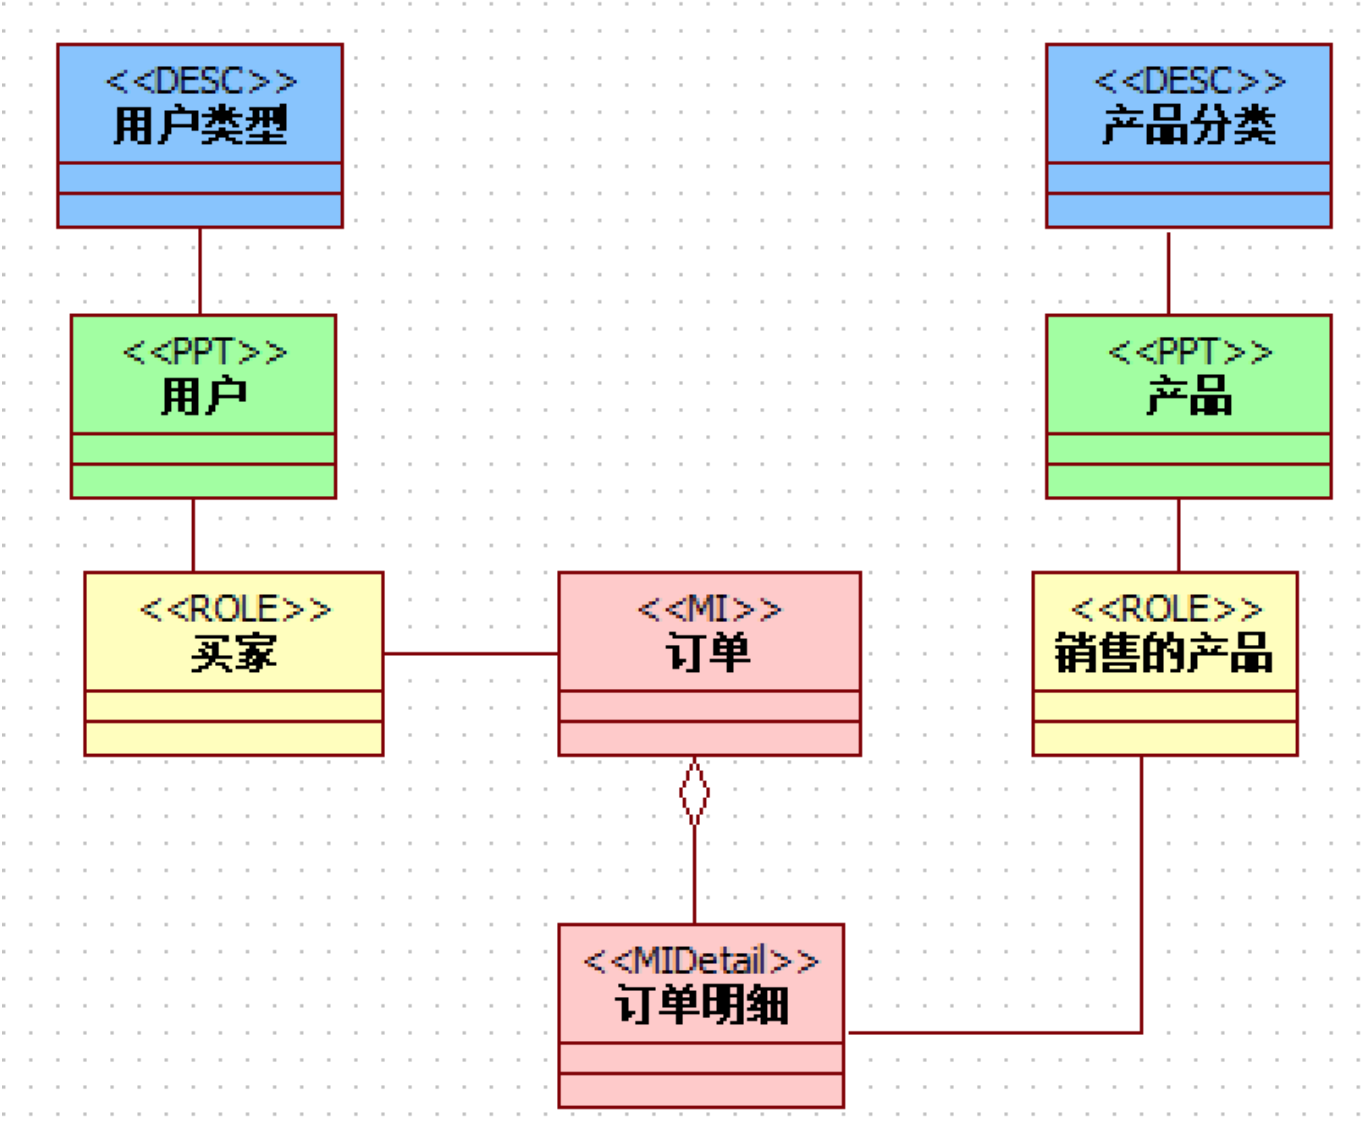 <<DESC>>
用户类型
<<DESC>>
产品分类
<<PPT>>
用户
<<PPT>>
产品
<<ROLE>>
买家
<<MI>>
订单
<<ROLE>>
销售的产品
<<MIDetail>>
订单明细